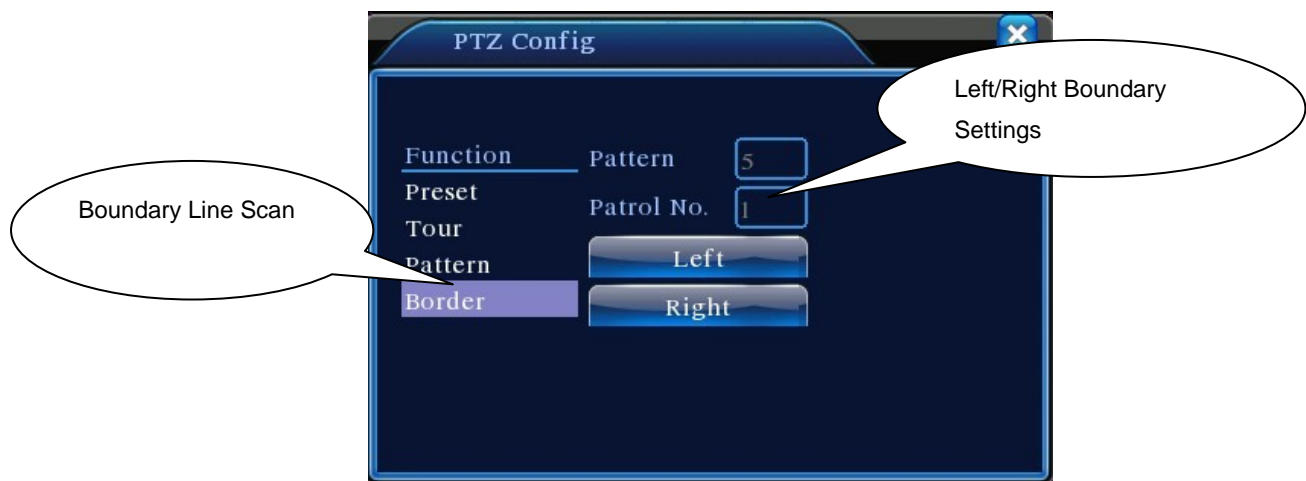 PTZ Config
Left/Right Boundary
Settings
Function
Preset
Tour
Pattern
Border
Pattern 5
Patrol No. 1
Left
Right
Boundary Line Scan